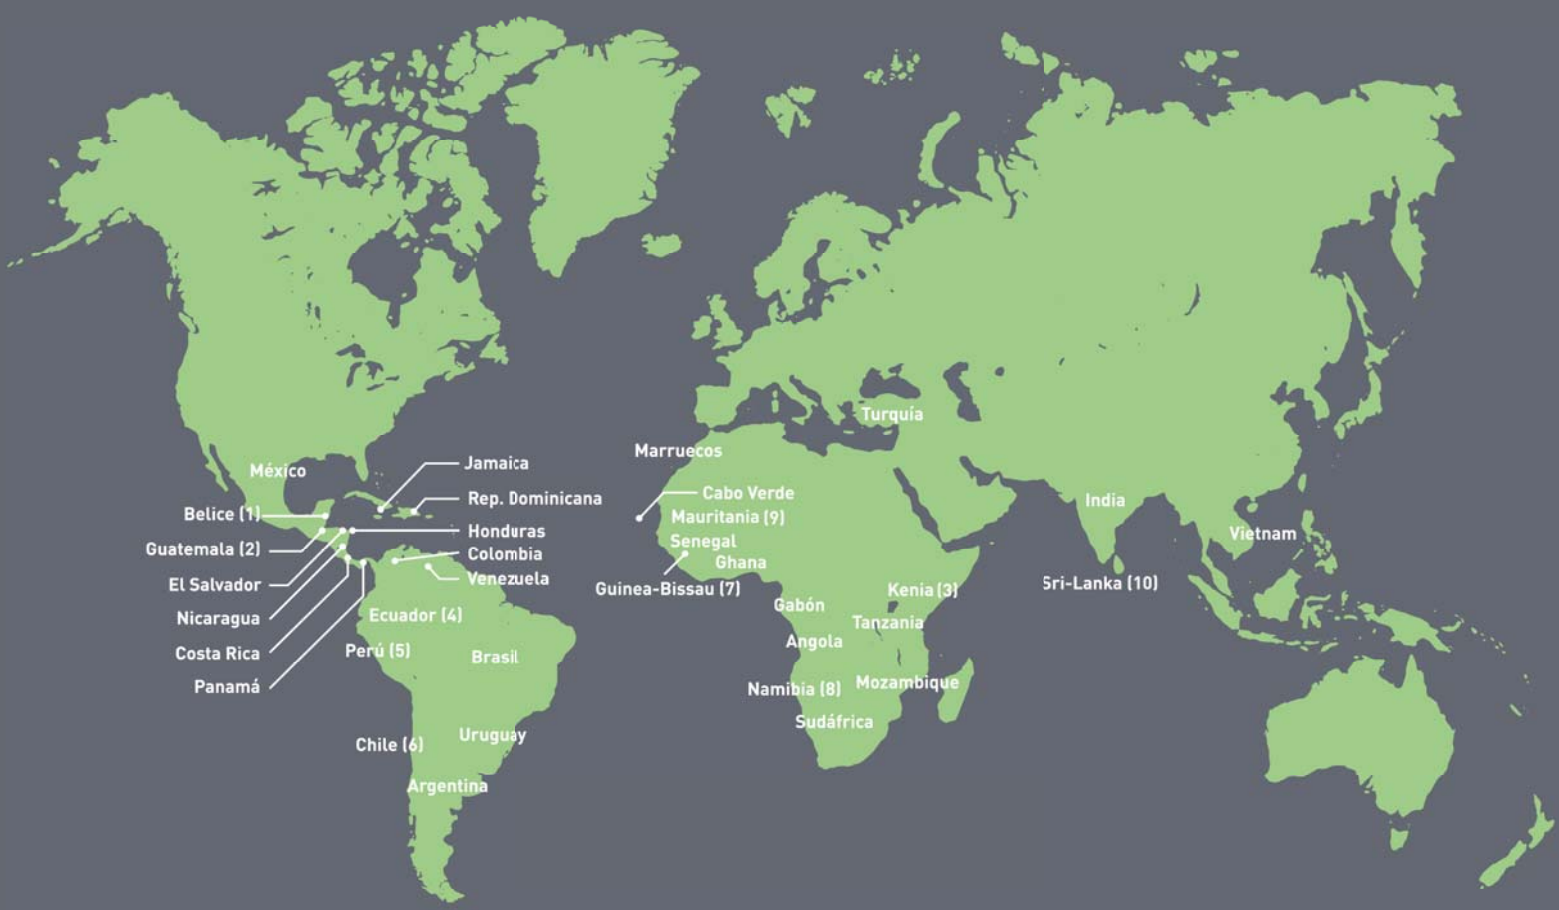 México
Belice (1)
Guatemala (2)
El Salvador
Nicaragua
Costa Rica
Panamá
Jamaica
Rep. Dominicana
Honduras
Colombia
Venezuela
Ecuador (4)
Perú (5)
Brasil
Chile (6)
Uruguay
Argentina
Turquía
Marruecos
Cabo Verde
Mauritania (9)
Senegal
Ghana
Guinea-Bissau (7)
Gabón
Kenia (3)
Tanzania
Angola
Namibia (8)
Mozambique
Sudáfrica
India
Vietnam
Sri-Lanka (10)